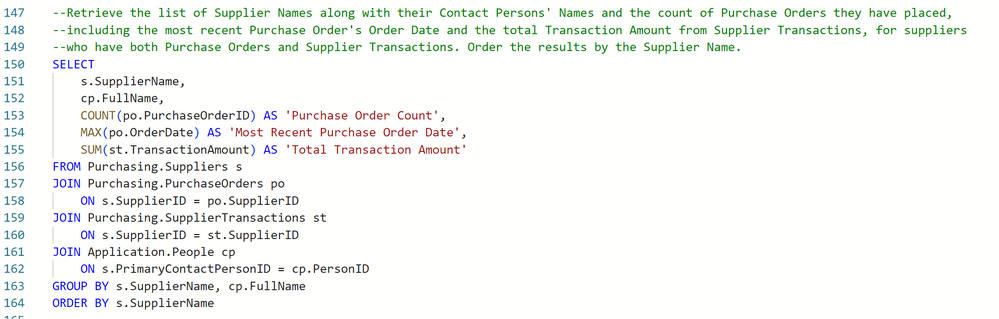 147 --Retrieve the list of Supplier Names along with their Contact Persons' Names and the count of Purchase Orders they have placed,
148 --including the most recent Purchase Order's Order Date and the total Transaction Amount from Supplier Transactions, for suppliers
149 --who have both Purchase Orders and Supplier Transactions. Order the results by the Supplier Name.
150 SELECT
151     s.SupplierName,
152     cp.FullName,
153     COUNT(po.PurchaseOrderID) AS 'Purchase Order Count',
154     MAX(po.OrderDate) AS 'Most Recent Purchase Order Date',
155     SUM(st.TransactionAmount) AS 'Total Transaction Amount'
156 FROM Purchasing.Suppliers s
157 JOIN Purchasing.PurchaseOrders po
158     ON s.SupplierID = po.SupplierID
159 JOIN Purchasing.SupplierTransactions st
160     ON s.SupplierID = st.SupplierID
161 JOIN Application.People cp
162     ON s.PrimaryContactPersonID = cp.PersonID
163 GROUP BY s.SupplierName, cp.FullName
164 ORDER BY s.SupplierName